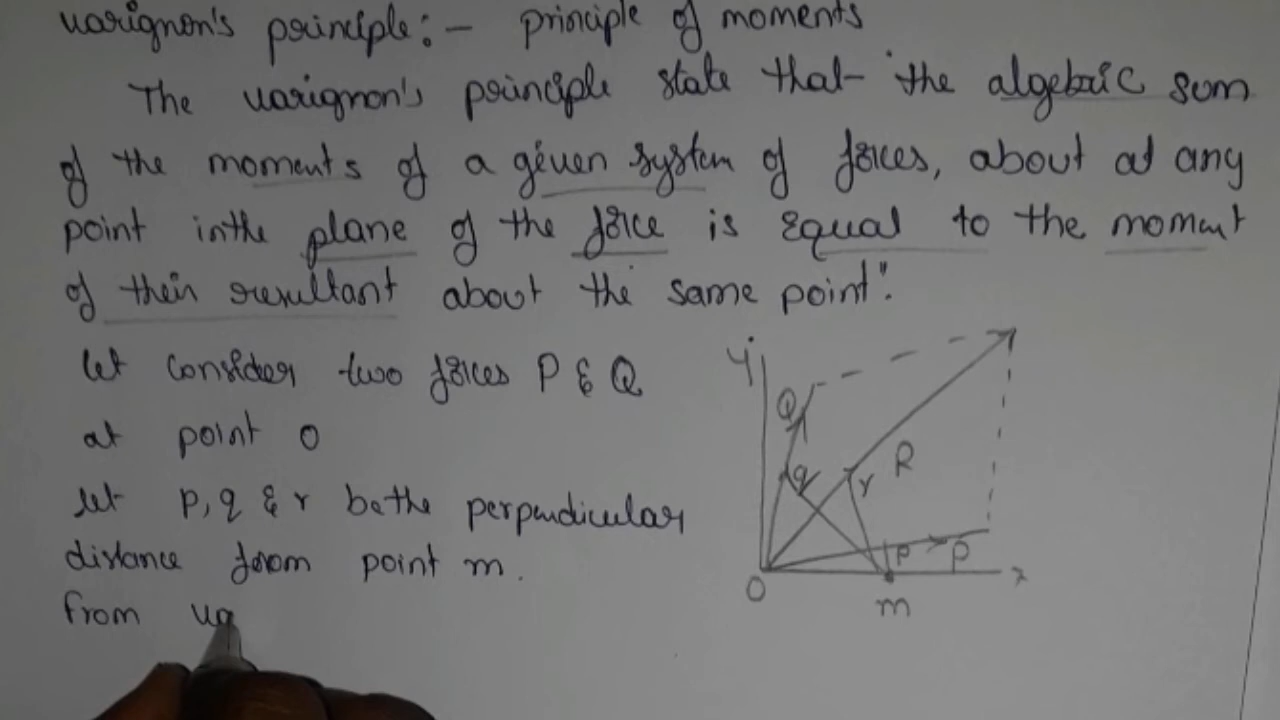 varignon's principle:- principle of moments
The varignon's principle state that "the algebric sum
of the moments of a given system of forces, about at any
point in the plane of the force is equal to the moment
of their resultant about the same point".
let consider two forces P & Q
at point O
let p, q & r be the perpendicular
distance from point m.
from va
y
Q
q
R
r
p
P
O
m
x